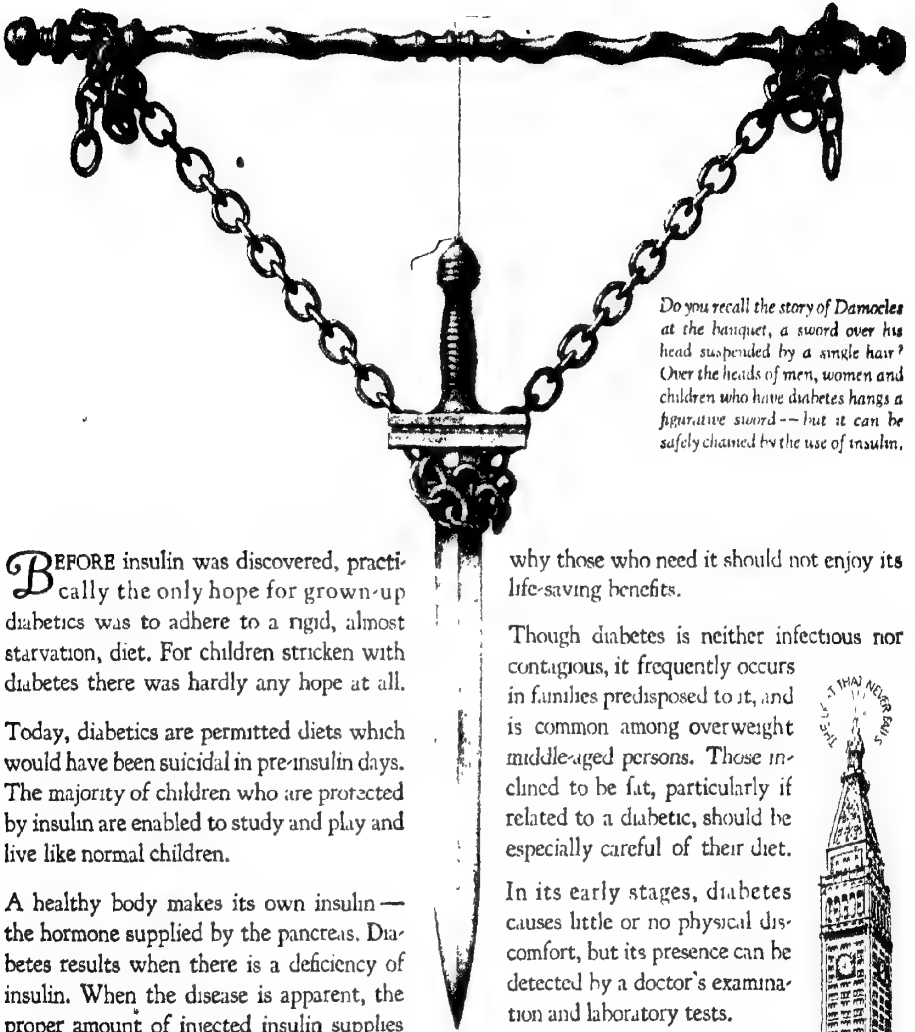 Do you recall the story of Damocles
at the banquet, a sword over his
head suspended by a single hair?
Over the heads of men, women and
children who have diabetes hangs a
figurative sword -- but it can be
safely chained by the use of insulin.
BEFORE insulin was discovered, practi-
cally the only hope for grown-up
diabetics was to adhere to a rigid, almost
starvation, diet. For children stricken with
diabetes there was hardly any hope at all.
Today, diabetics are permitted diets which
would have been suicidal in pre-insulin days.
The majority of children who are protected
by insulin are enabled to study and play and
live like normal children.
A healthy body makes its own insulin —
the hormone supplied by the pancreas. Dia-
betes results when there is a deficiency of
insulin. When the disease is apparent, the
proper amount of injected insulin supplies
why those who need it should not enjoy its
life-saving benefits.
Though diabetes is neither infectious nor
contagious, it frequently occurs
in families predisposed to it, and
is common among overweight
middle-aged persons. Those in-
clined to be fat, particularly if
related to a diabetic, should be
especially careful of their diet.
In its early stages, diabetes
causes little or no physical dis-
comfort, but its presence can be
detected by a doctor's examina-
tion and laboratory tests.
THE THAT NEVER FAILS